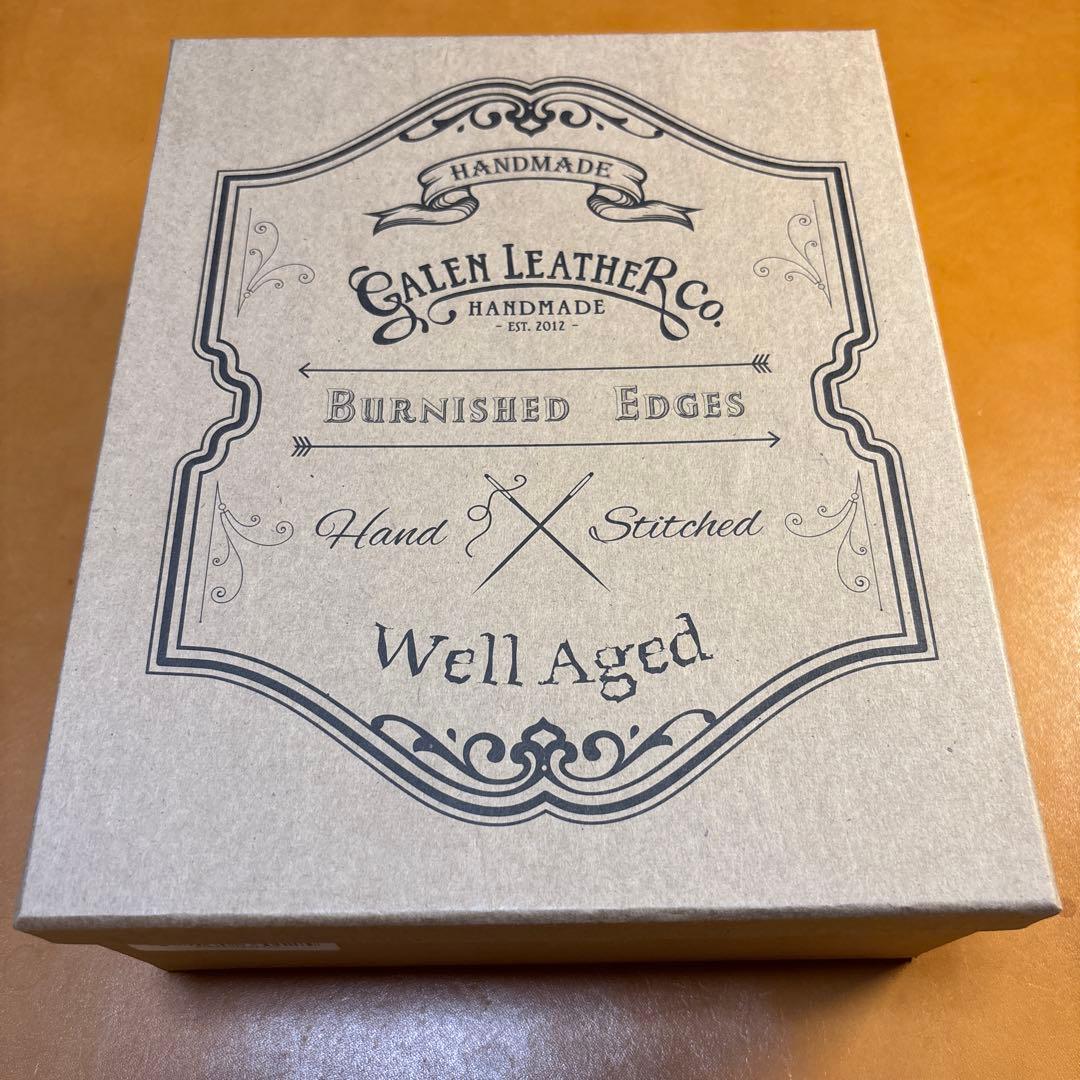 HANDMADE
GALEN LEATHER CO.
HANDMADE
- EST. 2012 -
BURNISHED EDGES
Hand Stitched
Well Aged